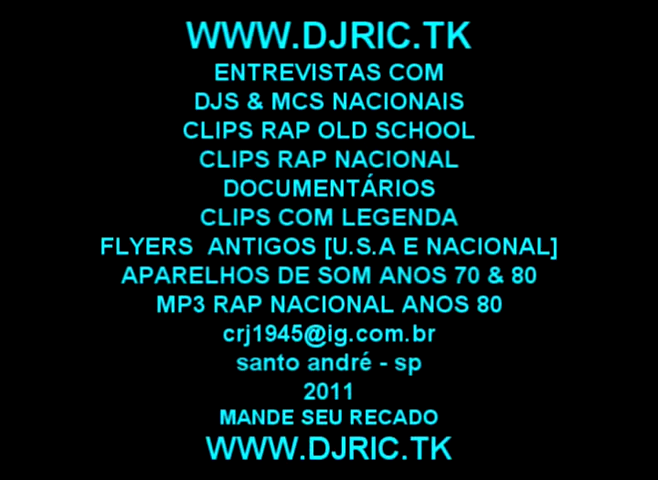 WWW.DJRIC.TK
ENTREVISTAS COM
DJS & MCS NACIONAIS
CLIPS RAP OLD SCHOOL
CLIPS RAP NACIONAL
DOCUMENTÁRIOS
CLIPS COM LEGENDA
FLYERS  ANTIGOS [U.S.A E NACIONAL]
APARELHOS DE SOM ANOS 70 & 80
MP3 RAP NACIONAL ANOS 80
crj1945@ig.com.br
santo andré - sp
2011
MANDE SEU RECADO
WWW.DJRIC.TK